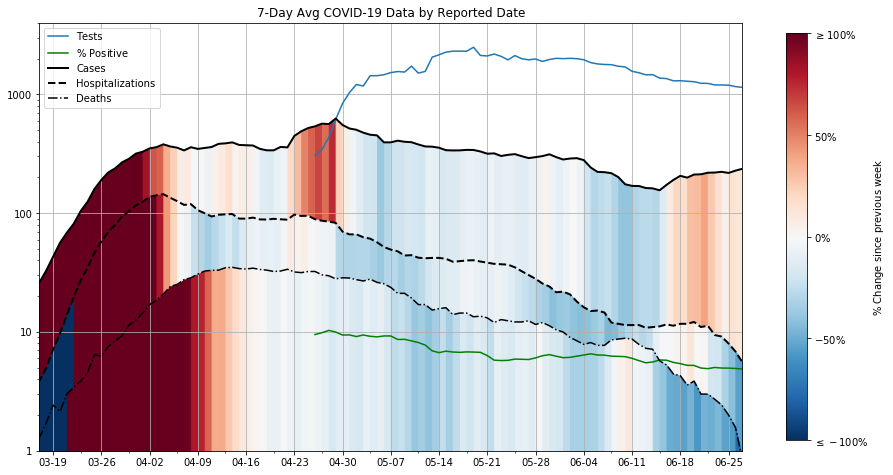 7-Day Avg COVID-19 Data by Reported Date
Tests
% Positive
Cases
Hospitalizations
Deaths
1000
100
10
1
03-19 03-26 04-02 04-09 04-16 04-23 04-30 05-07 05-14 05-21 05-28 06-04 06-11 06-18 06-25
≥ 100%
50%
0%
−50%
≤ −100%
% Change since previous week